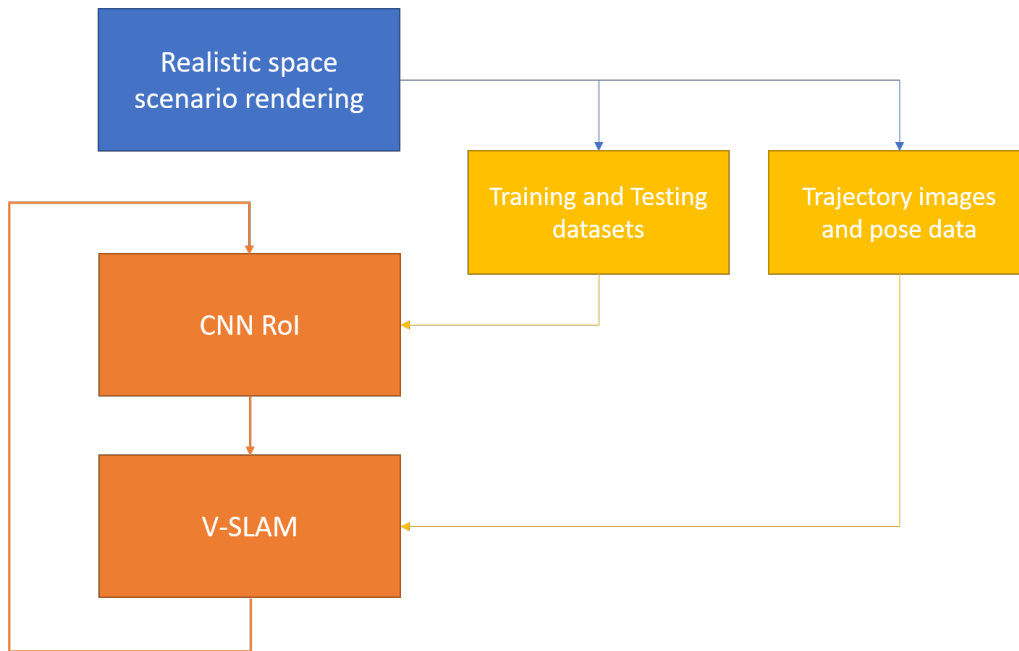 Realistic space
scenario rendering
Training and Testing
datasets
Trajectory images
and pose data
CNN RoI
V-SLAM